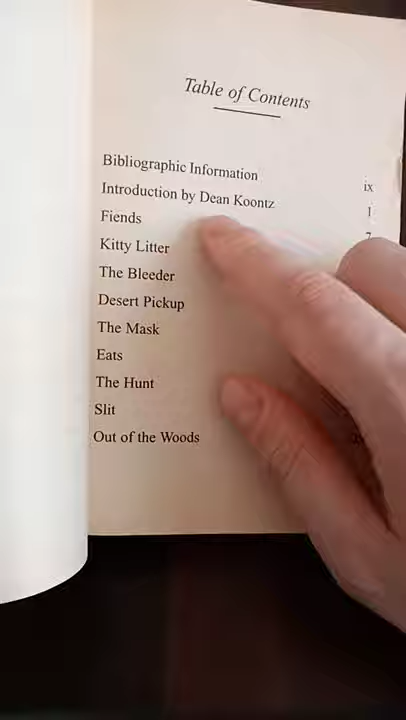 Table of Contents
Bibliographic Information ix
Introduction by Dean Koontz 1
Fiends 7
Kitty Litter
The Bleeder
Desert Pickup
The Mask
Eats
The Hunt
Slit
Out of the Woods